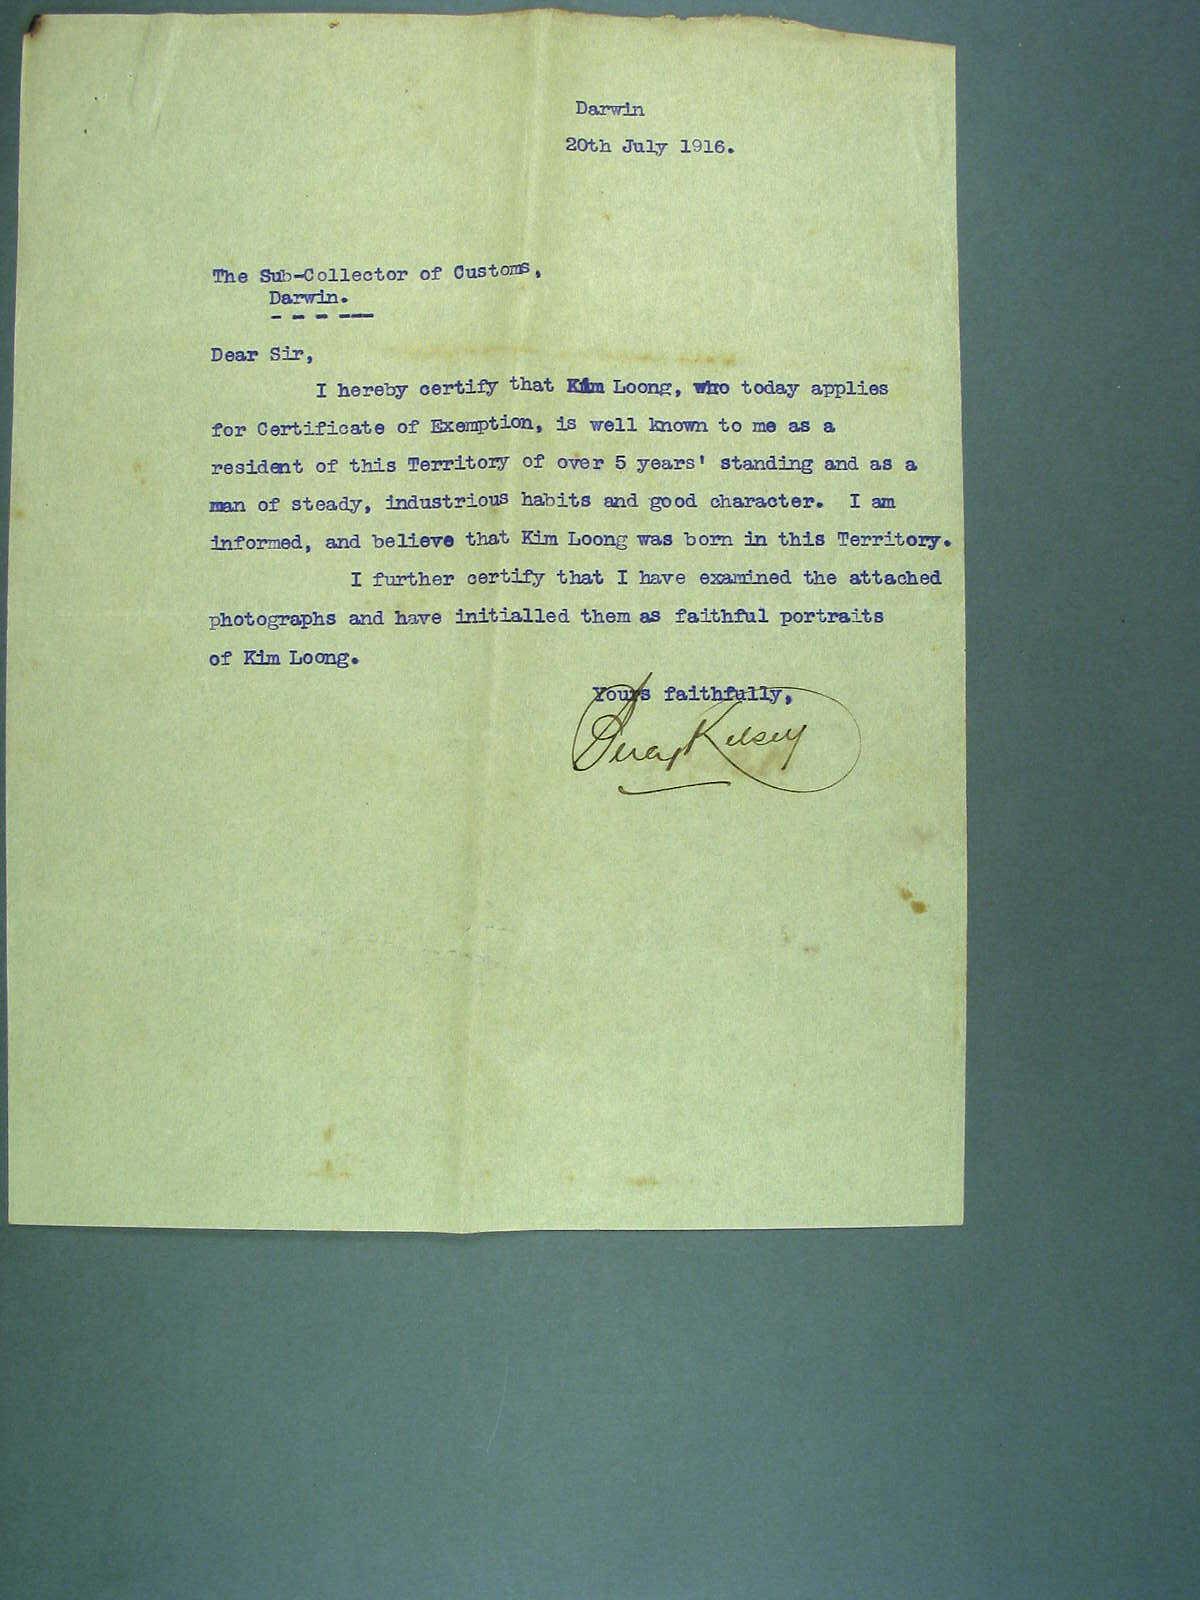 Darwin
20th July 1916.
The Sub-Collector of Customs,
Darwin.
Dear Sir,
I hereby certify that Kim Loong, who today applies
for Certificate of Exemption, is well known to me as a
resident of this Territory of over 5 years' standing and as a
man of steady, industrious habits and good character. I am
informed, and believe that Kim Loong was born in this Territory.
I further certify that I have examined the attached
photographs and have initialled them as faithful portraits
of Kim Loong.
Yours faithfully,
Percy Kelsey